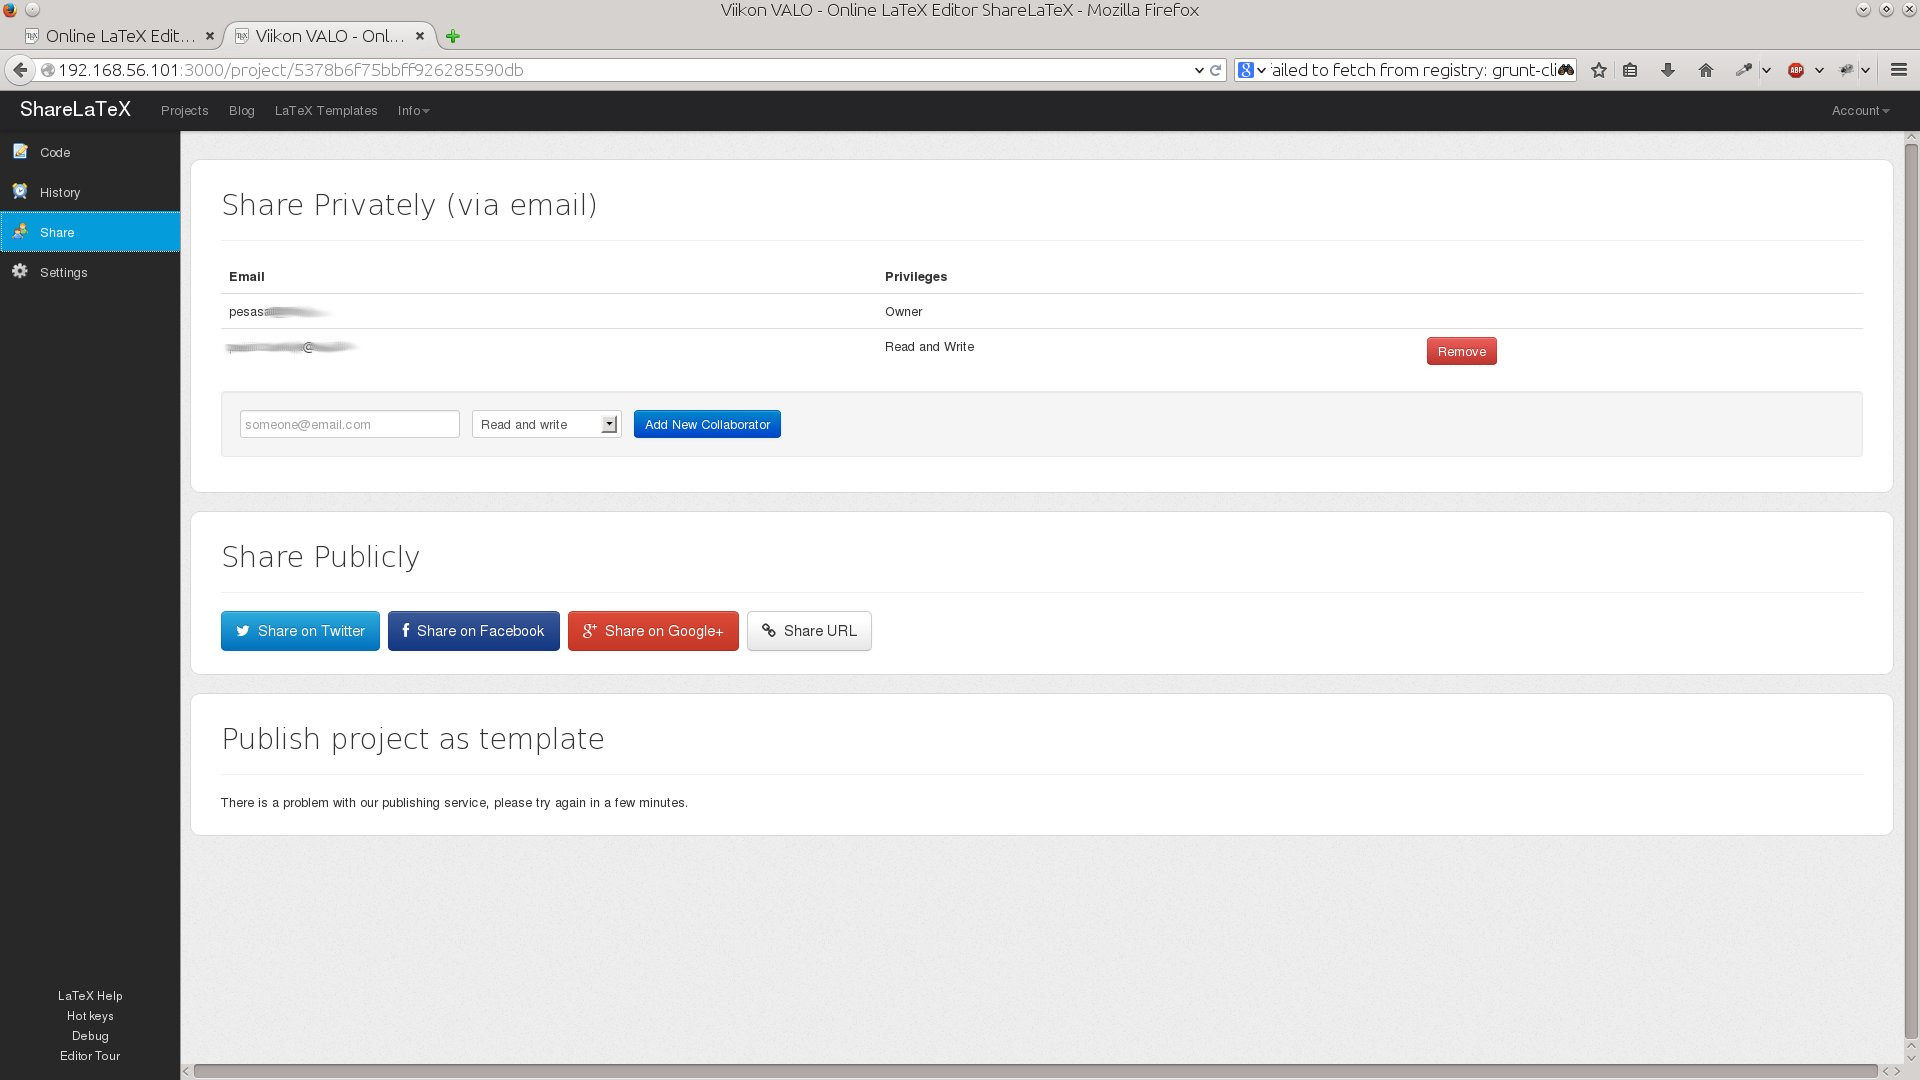 Viikon VALO - Online LaTeX Editor ShareLaTeX - Mozilla Firefox
Online LaTeX Edit... Viikon VALO - Onl...
192.168.56.101:3000/project/5378b6f75bbff926285590db
ailed to fetch from registry: grunt-cli
ABP
ShareLaTeX Projects Blog LaTeX Templates Info Account
Code
History
Share
Settings
Share Privately (via email)
Email Privileges
pesas Owner
@ Read and Write Remove
someone@email.com Read and write Add New Collaborator
Share Publicly
Share on Twitter Share on Facebook Share on Google+ Share URL
Publish project as template
There is a problem with our publishing service, please try again in a few minutes.
LaTeX Help
Hot keys
Debug
Editor Tour